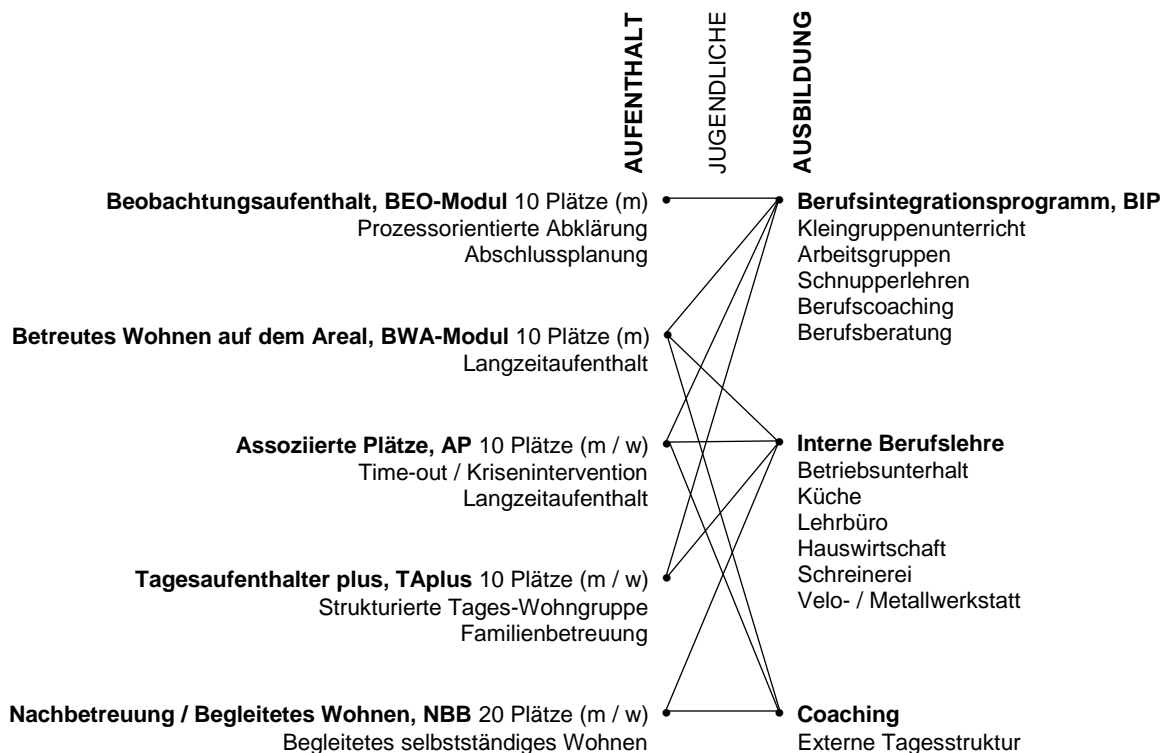 AUFENTHALT
JUGENDLICHE
AUSBILDUNG
Beobachtungsaufenthalt, BEO-Modul 10 Plätze (m)
Prozessorientierte Abklärung
Abschlussplanung
Betreutes Wohnen auf dem Areal, BWA-Modul 10 Plätze (m)
Langzeitaufenthalt
Assoziierte Plätze, AP 10 Plätze (m / w)
Time-out / Krisenintervention
Langzeitaufenthalt
Tagesaufenthalter plus, TAplus 10 Plätze (m / w)
Strukturierte Tages-Wohngruppe
Familienbetreuung
Nachbetreuung / Begleitetes Wohnen, NBB 20 Plätze (m / w)
Begleitetes selbstständiges Wohnen
Berufsintegrationsprogramm, BIP
Kleingruppenunterricht
Arbeitsgruppen
Schnupperlehren
Berufscoaching
Berufsberatung
Interne Berufslehre
Betriebsunterhalt
Küche
Lehrbüro
Hauswirtschaft
Schreinerei
Velo- / Metallwerkstatt
Coaching
Externe Tagesstruktur